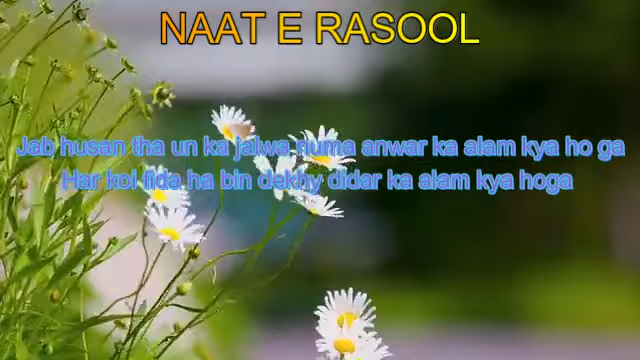 NAAT E RASOOL
Jab husan tha un ka jalwa numa anwar ka alam kya ho ga
Har koi fida ha bin dekhy didar ka alam kya hoga